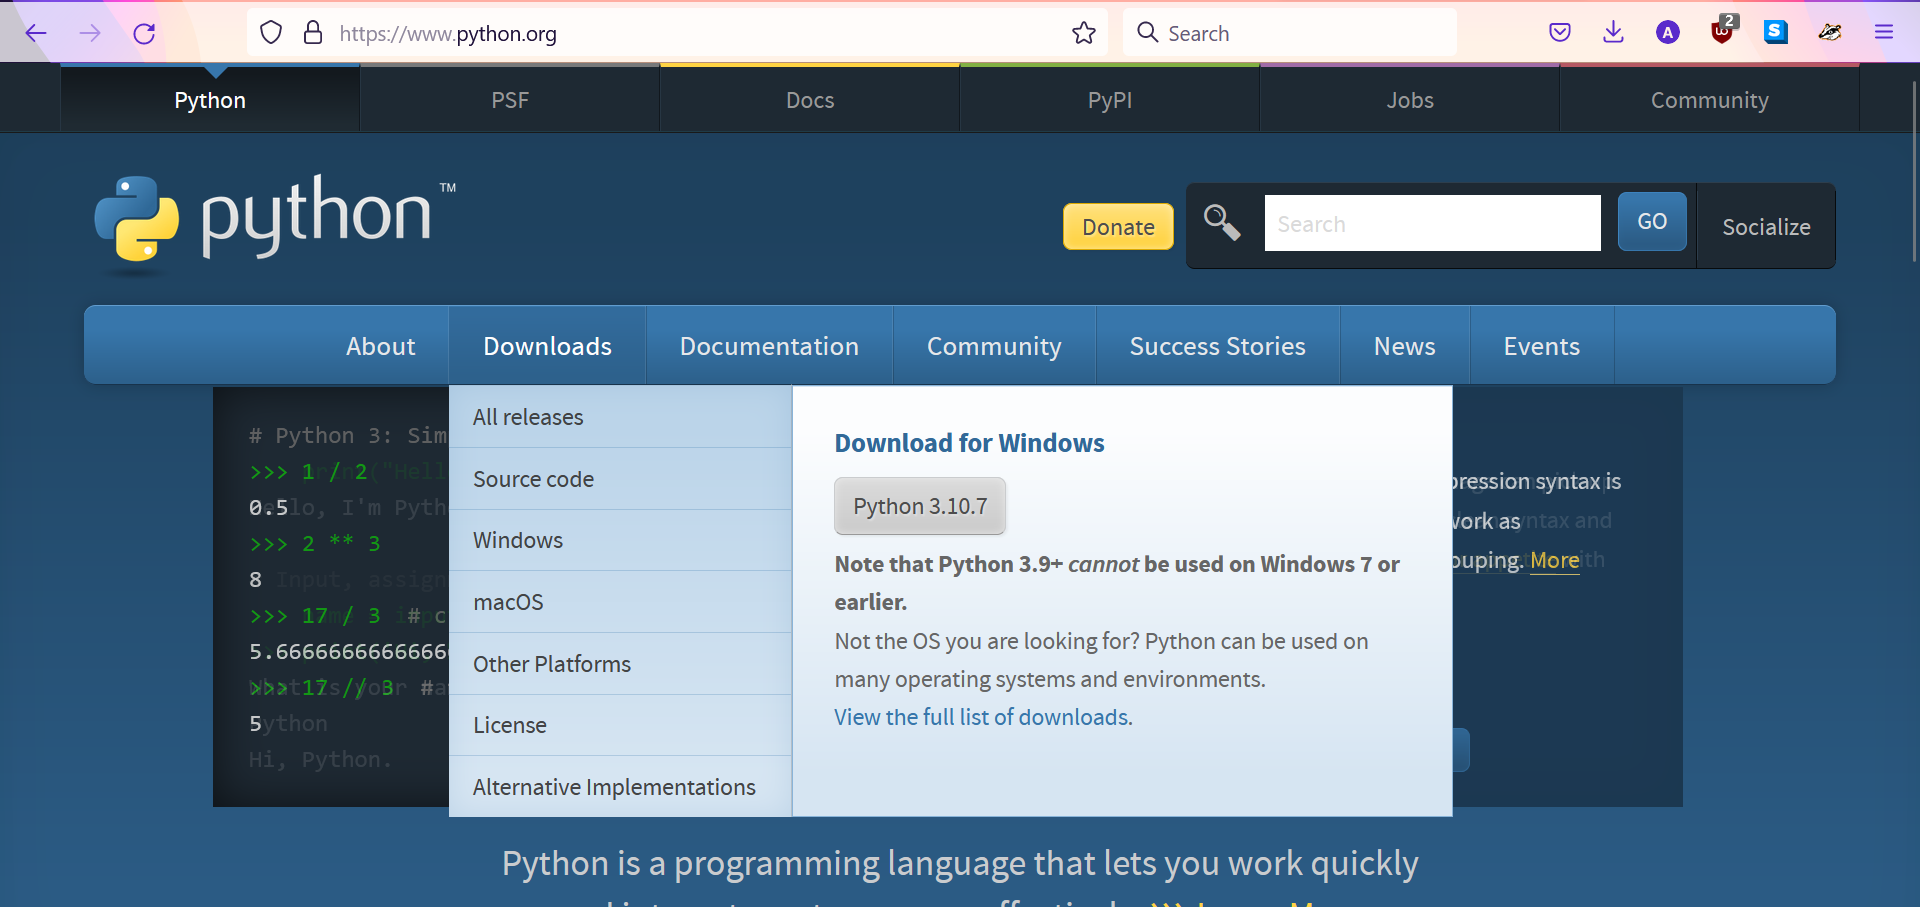 https://www.python.org
Search
A
2
S
Python
PSF
Docs
PyPI
Jobs
Community
python™
Donate
Search
GO
Socialize
About
Downloads
Documentation
Community
Success Stories
News
Events
All releases
Source code
Windows
macOS
Other Platforms
License
Alternative Implementations
Download for Windows
Python 3.10.7
Note that Python 3.9+ cannot be used on Windows 7 or
earlier.
Not the OS you are looking for? Python can be used on
many operating systems and environments.
View the full list of downloads.
# Python 3: Sim
>>> 1 / 2
0.5
>>> 2 ** 3
8
>>> 17 / 3 #c
5.66666666666666
>>> 17 // 3 #a
5
Hi, Python.
pression syntax is
work as
ouping. More
Python is a programming language that lets you work quickly